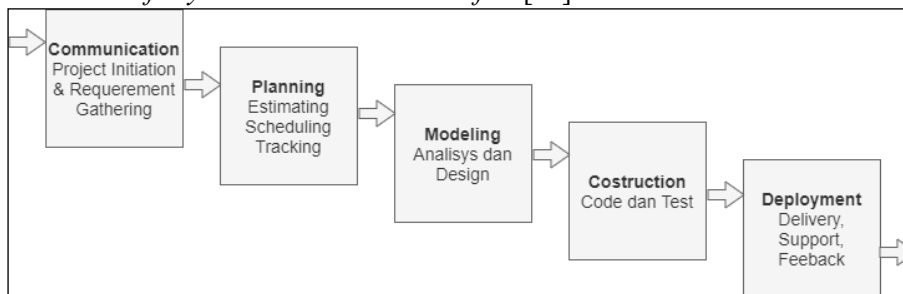 Communication
Project Initiation
& Requerement
Gathering
Planning
Estimating
Scheduling
Tracking
Modeling
Analisys dan
Design
Costruction
Code dan Test
Deployment
Delivery,
Support,
Feeback